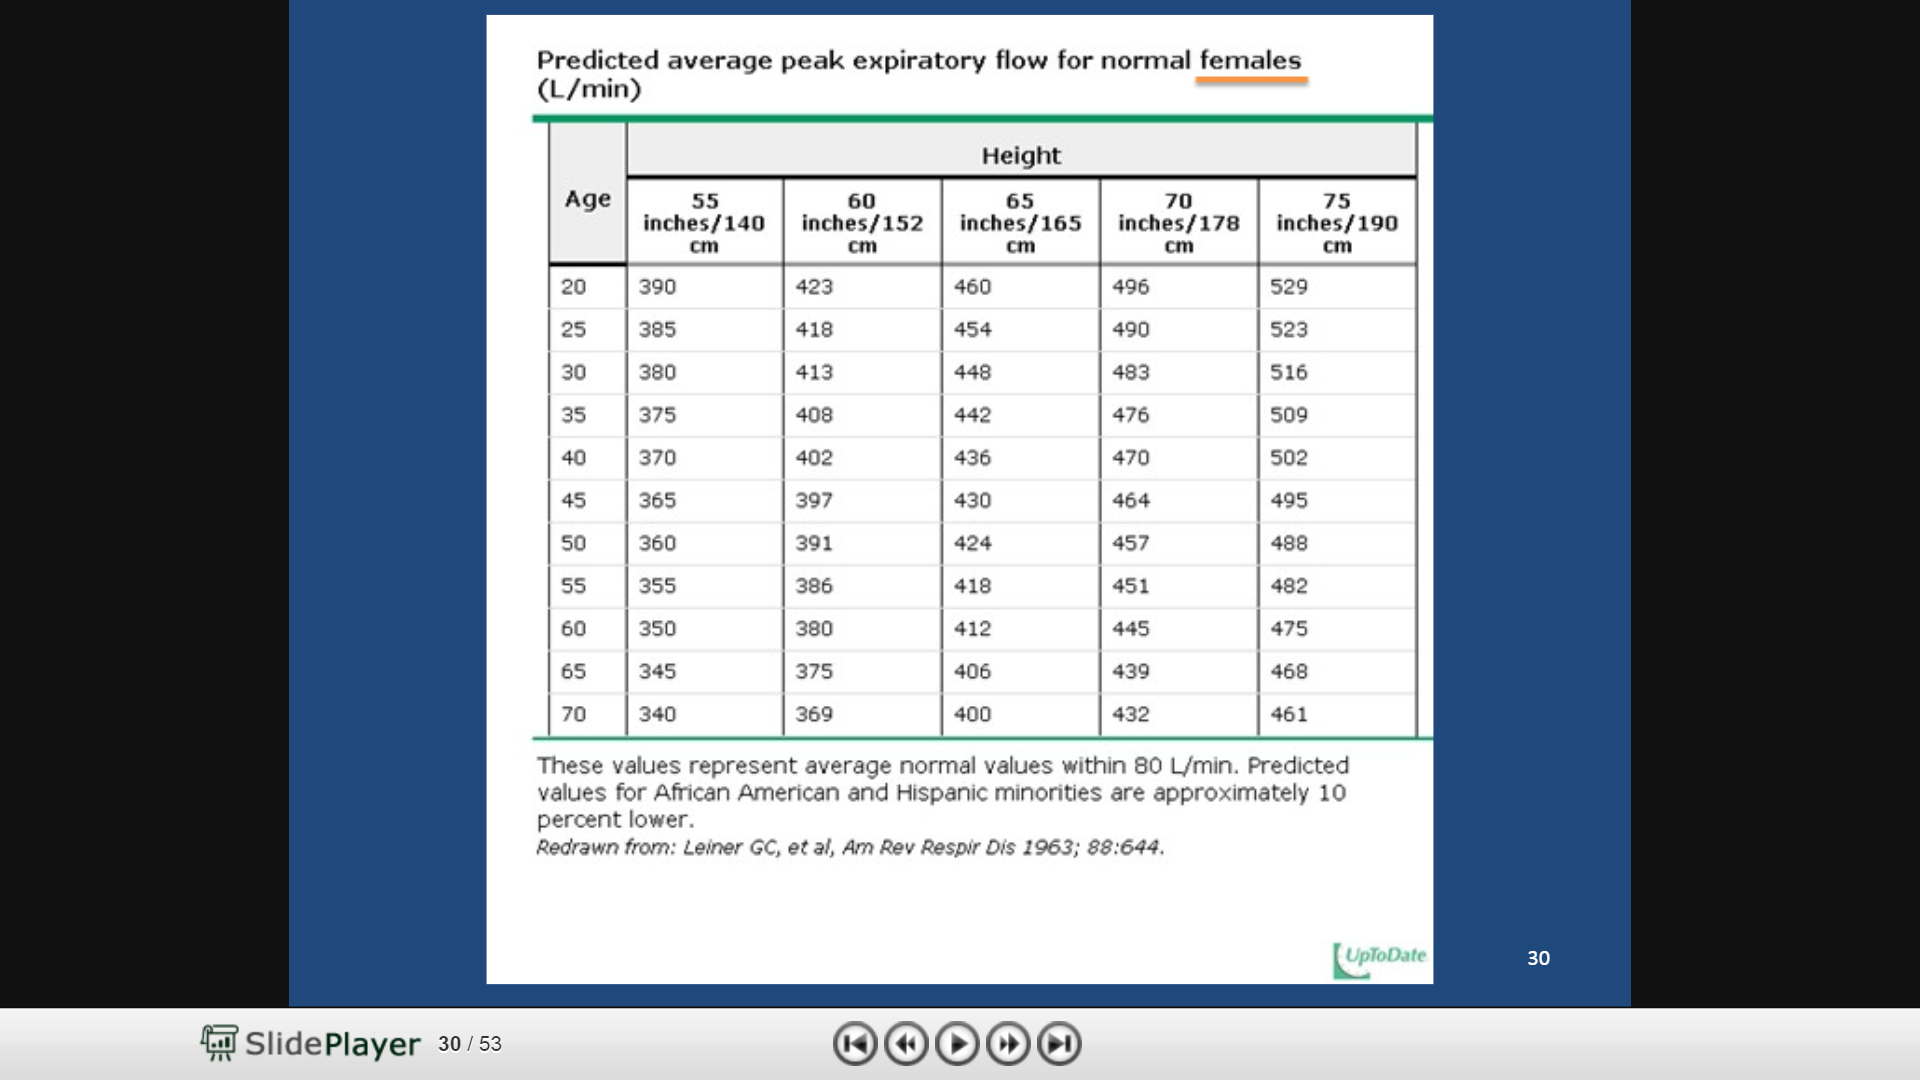 Predicted average peak expiratory flow for normal females
(L/min)
Height
Age
55 inches/140 cm
60 inches/152 cm
65 inches/165 cm
70 inches/178 cm
75 inches/190 cm
20 390 423 460 496 529
25 385 418 454 490 523
30 380 413 448 483 516
35 375 408 442 476 509
40 370 402 436 470 502
45 365 397 430 464 495
50 360 391 424 457 488
55 355 386 418 451 482
60 350 380 412 445 475
65 345 375 406 439 468
70 340 369 400 432 461
These values represent average normal values within 80 L/min. Predicted
values for African American and Hispanic minorities are approximately 10
percent lower.
Redrawn from: Leiner GC, et al, Am Rev Respir Dis 1963; 88:644.
UpToDate
30
SlidePlayer 30 / 53